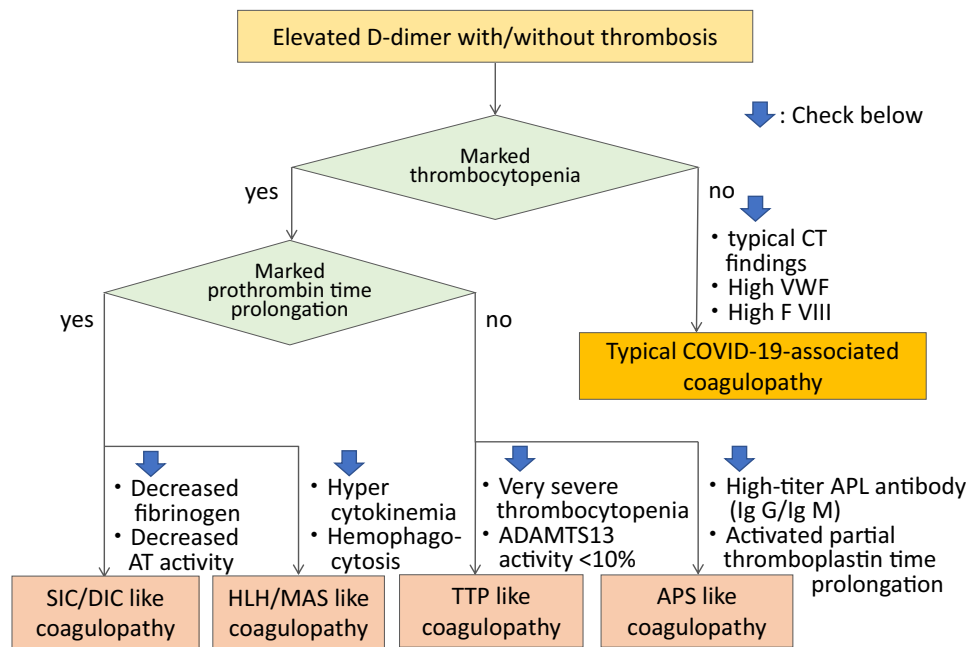 Elevated D-dimer with/without thrombosis
: Check below
Marked
thrombocytopenia
yes
no
• typical CT
findings
• High VWF
• High F VIII
Typical COVID-19-associated
coagulopathy
Marked
prothrombin time
prolongation
yes
no
• Decreased
fibrinogen
• Decreased
AT activity
• Hyper
cytokinemia
• Hemophago-
cytosis
• Very severe
thrombocytopenia
• ADAMTS13
activity <10%
• High-titer APL antibody
(Ig G/Ig M)
• Activated partial
thromboplastin time
prolongation
SIC/DIC like
coagulopathy
HLH/MAS like
coagulopathy
TTP like
coagulopathy
APS like
coagulopathy